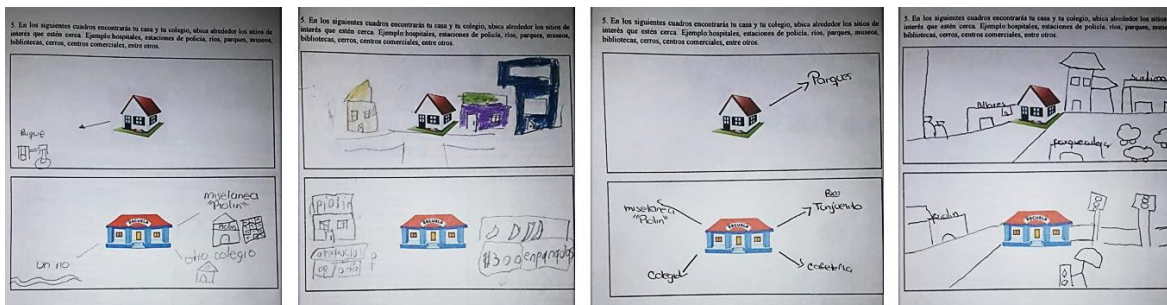 5. En los siguientes cuadros encontrarás tu casa y tu colegio, ubica alrededor los sitios de
interés que estén cerca. Ejemplo:hospitales, estaciones de policía, ríos, parques, museos,
bibliotecas, cerros, centros comerciales, entre otros.
Parque
miselanea
"Piolin"
ESCUELA
Piolin
otro colegio
un rio
5. En los siguientes cuadros encontrarás tu casa y tu colegio, ubica alrededor los sitios de
interés que estén cerca. Ejemplo:hospitales, estaciones de policía, ríos, parques, museos,
bibliotecas, cerros, centros comerciales, entre otros.
piolin
ESCUELA
$300 enpanadas
5. En los siguientes cuadros encontrarás tu casa y tu colegio, ubica alrededor los sitios de
interés que estén cerca. Ejemplo:hospitales, estaciones de policía, ríos, parques, museos,
bibliotecas, cerros, centros comerciales, entre otros.
Parques
miselanea
"Piolin"
Rio
Tunjuelito
ESCUELA
Colegio
Cafeteria
5. En los siguientes cuadros encontrarás tu casa y tu colegio, ubica alrededor los sitios
interés que estén cerca. Ejemplo:hospitales, estaciones de policía, ríos, parques,
bibliotecas, cerros, centros comerciales, entre otros.
parqueadero
ESCUELA